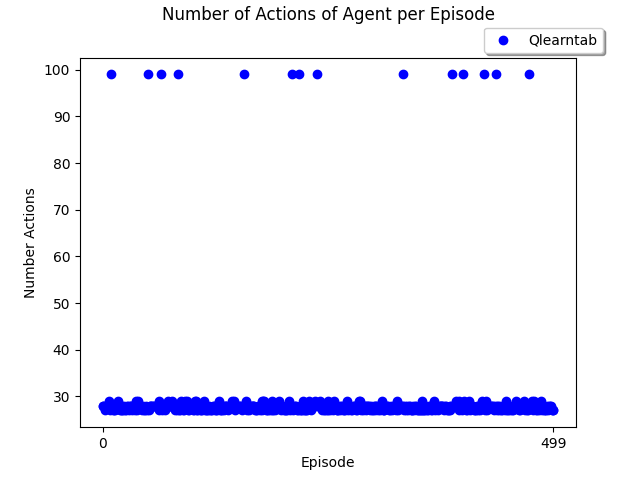 Number of Actions of Agent per Episode
Qlearntab
100
90
80
70
60
50
40
30
Number Actions
0
499
Episode